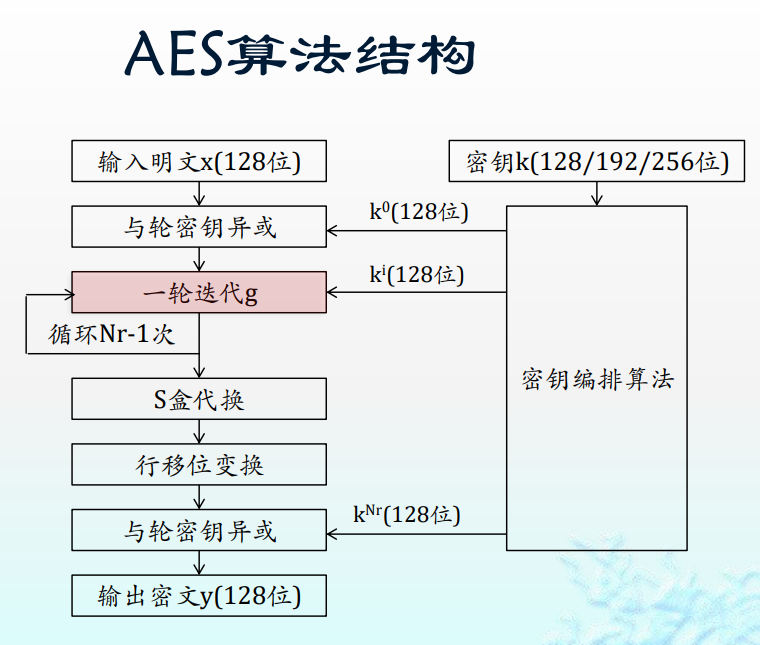 AES算法结构
输入明文x(128位)
密钥k(128/192/256位)
与轮密钥异或
k⁰(128位)
一轮迭代g
kⁱ(128位)
循环Nr-1次
S盒代换
密钥编排算法
行移位变换
与轮密钥异或
kᴺʳ(128位)
输出密文y(128位)